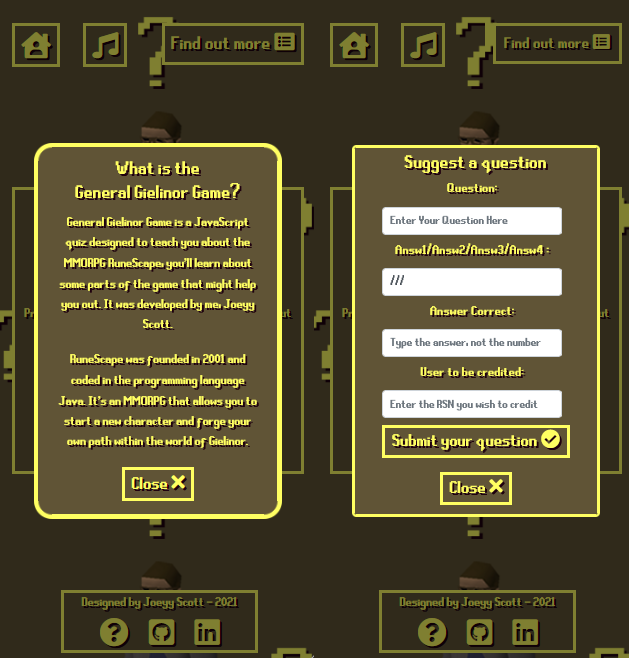 Find out more
What is the
General Gielinor Game?
General Gielinor Game is a JavaScript
quiz designed to teach you about the
MMORPG RuneScape; you'll learn about
some parts of the game that might help
you out. It was developed by me, Joeyy
Scott.
RuneScape was founded in 2001 and
coded in the programming language
Java. It's an MMORPG that allows you to
start a new character and forge your
own path within the world of Gielinor.
Close
Designed by Joeyy Scott - 2021
in
Find out more
Suggest a question
Question:
Enter Your Question Here
Answ1/Answ2/Answ3/Answ4 :
///
Answer Correct:
Type the answer, not the number
User to be credited:
Enter the RSN you wish to credit
Submit your question
Close
Designed by Joeyy Scott - 2021
in